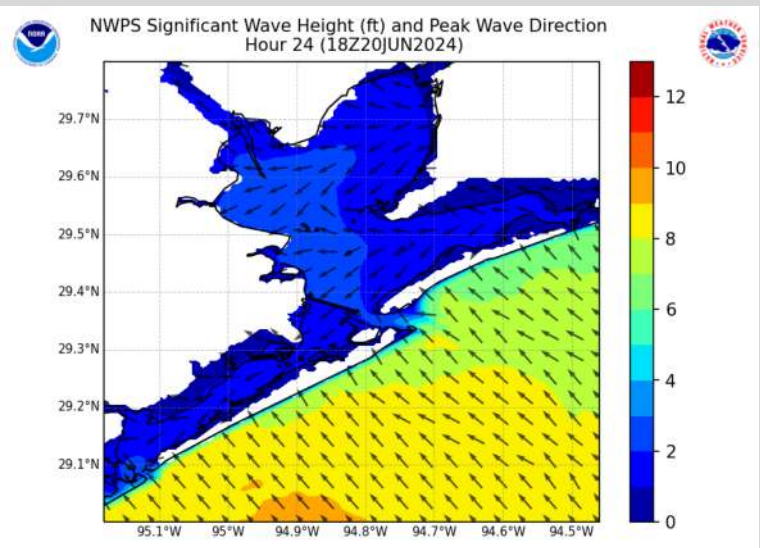 NWPS Significant Wave Height (ft) and Peak Wave Direction
Hour 24 (18Z20JUN2024)
NOAA
29.7°N
29.6°N
29.5°N
29.4°N
29.3°N
29.2°N
29.1°N
95.1°W
95°W
94.9°W
94.8°W
94.7°W
94.6°W
94.5°W
12
10
8
6
4
2
0